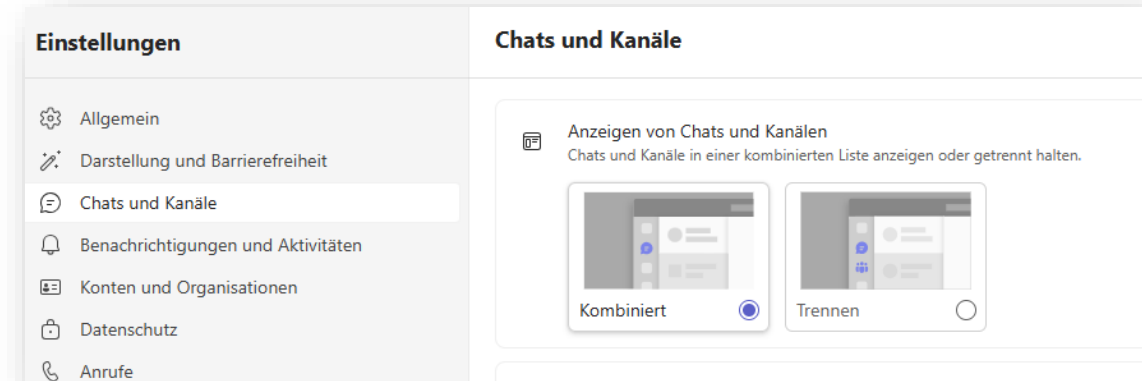 Einstellungen
Allgemein
Darstellung und Barrierefreiheit
Chats und Kanäle
Benachrichtigungen und Aktivitäten
Konten und Organisationen
Datenschutz
Anrufe
Chats und Kanäle
Anzeigen von Chats und Kanälen
Chats und Kanäle in einer kombinierten Liste anzeigen oder getrennt halten.
Kombiniert
Trennen